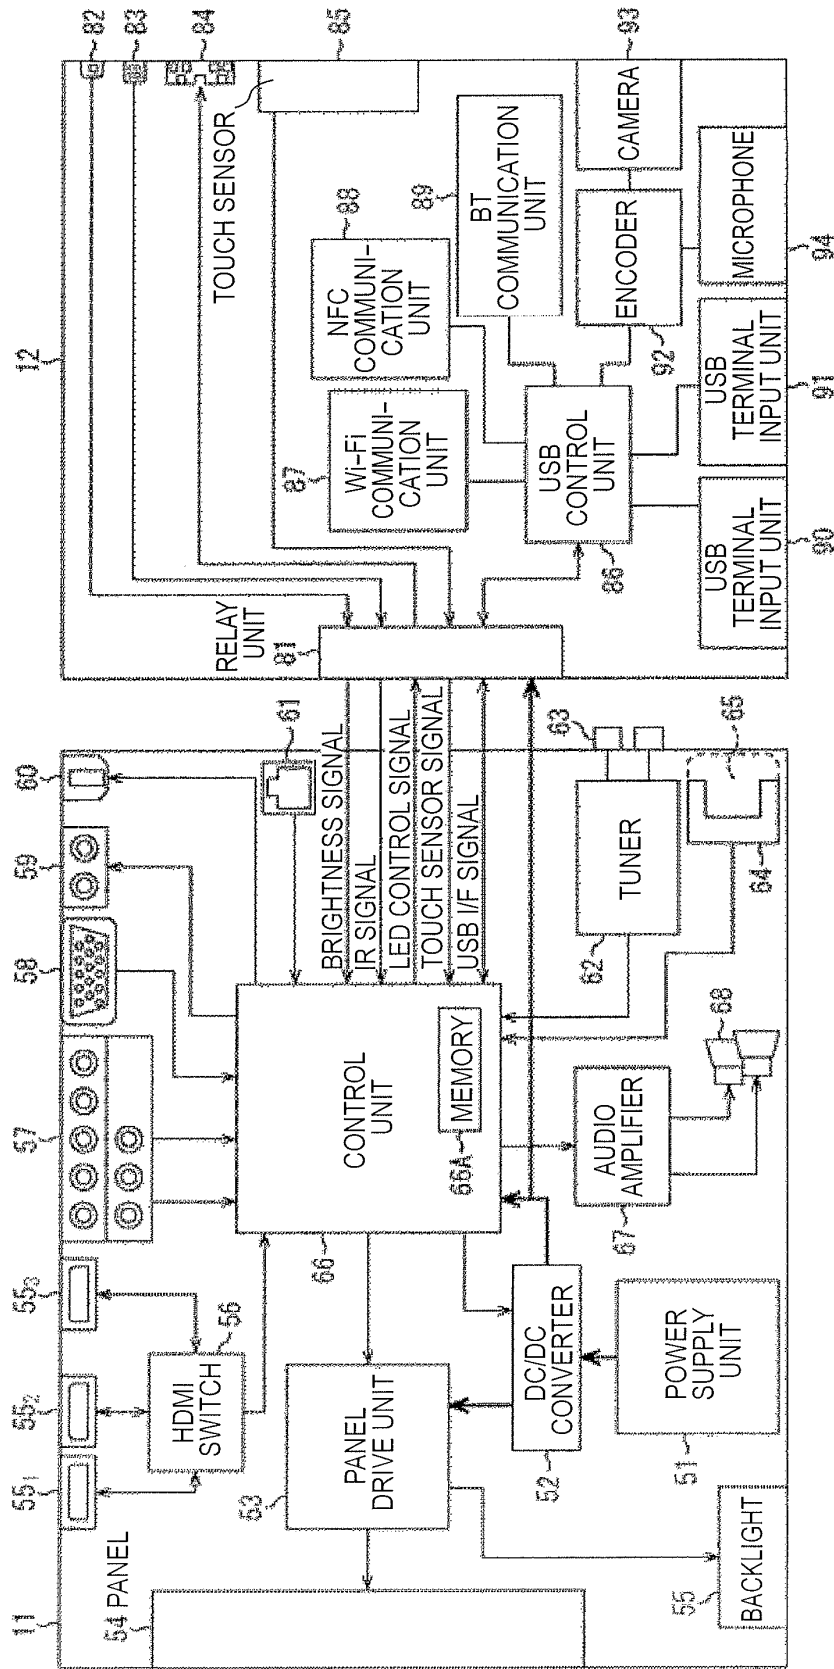 11
54 PANEL
55₁
55₂
55₃
HDMI
SWITCH
56
57
58
59
60
61
PANEL
DRIVE UNIT
53
BACKLIGHT
55
CONTROL
UNIT
66
MEMORY
66A
DC/DC
CONVERTER
52
POWER
SUPPLY
UNIT
51
AUDIO
AMPLIFIER
67
68
TUNER
62
63
64
65
BRIGHTNESS SIGNAL
IR SIGNAL
LED CONTROL SIGNAL
TOUCH SENSOR SIGNAL
USB I/F SIGNAL
12
RELAY
UNIT
81
82
83
84
TOUCH SENSOR
85
Wi-Fi
COMMUNI-
CATION
UNIT
87
NFC
COMMUNI-
CATION
UNIT
88
BT
COMMUNICATION
UNIT
89
USB
CONTROL
UNIT
86
ENCODER
92
CAMERA
93
USB
TERMINAL
INPUT UNIT
90
USB
TERMINAL
INPUT UNIT
91
MICROPHONE
94